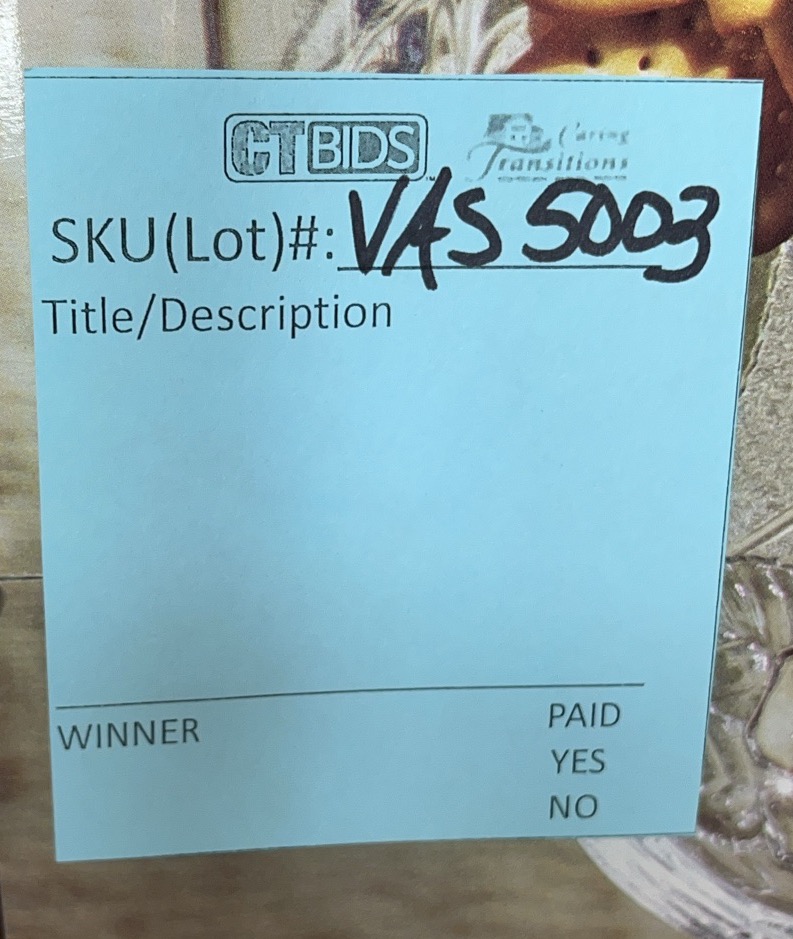 CTBIDS
Caring
Transitions
SKU(Lot)#: VAS 5003
Title/Description
WINNER
PAID
YES
NO